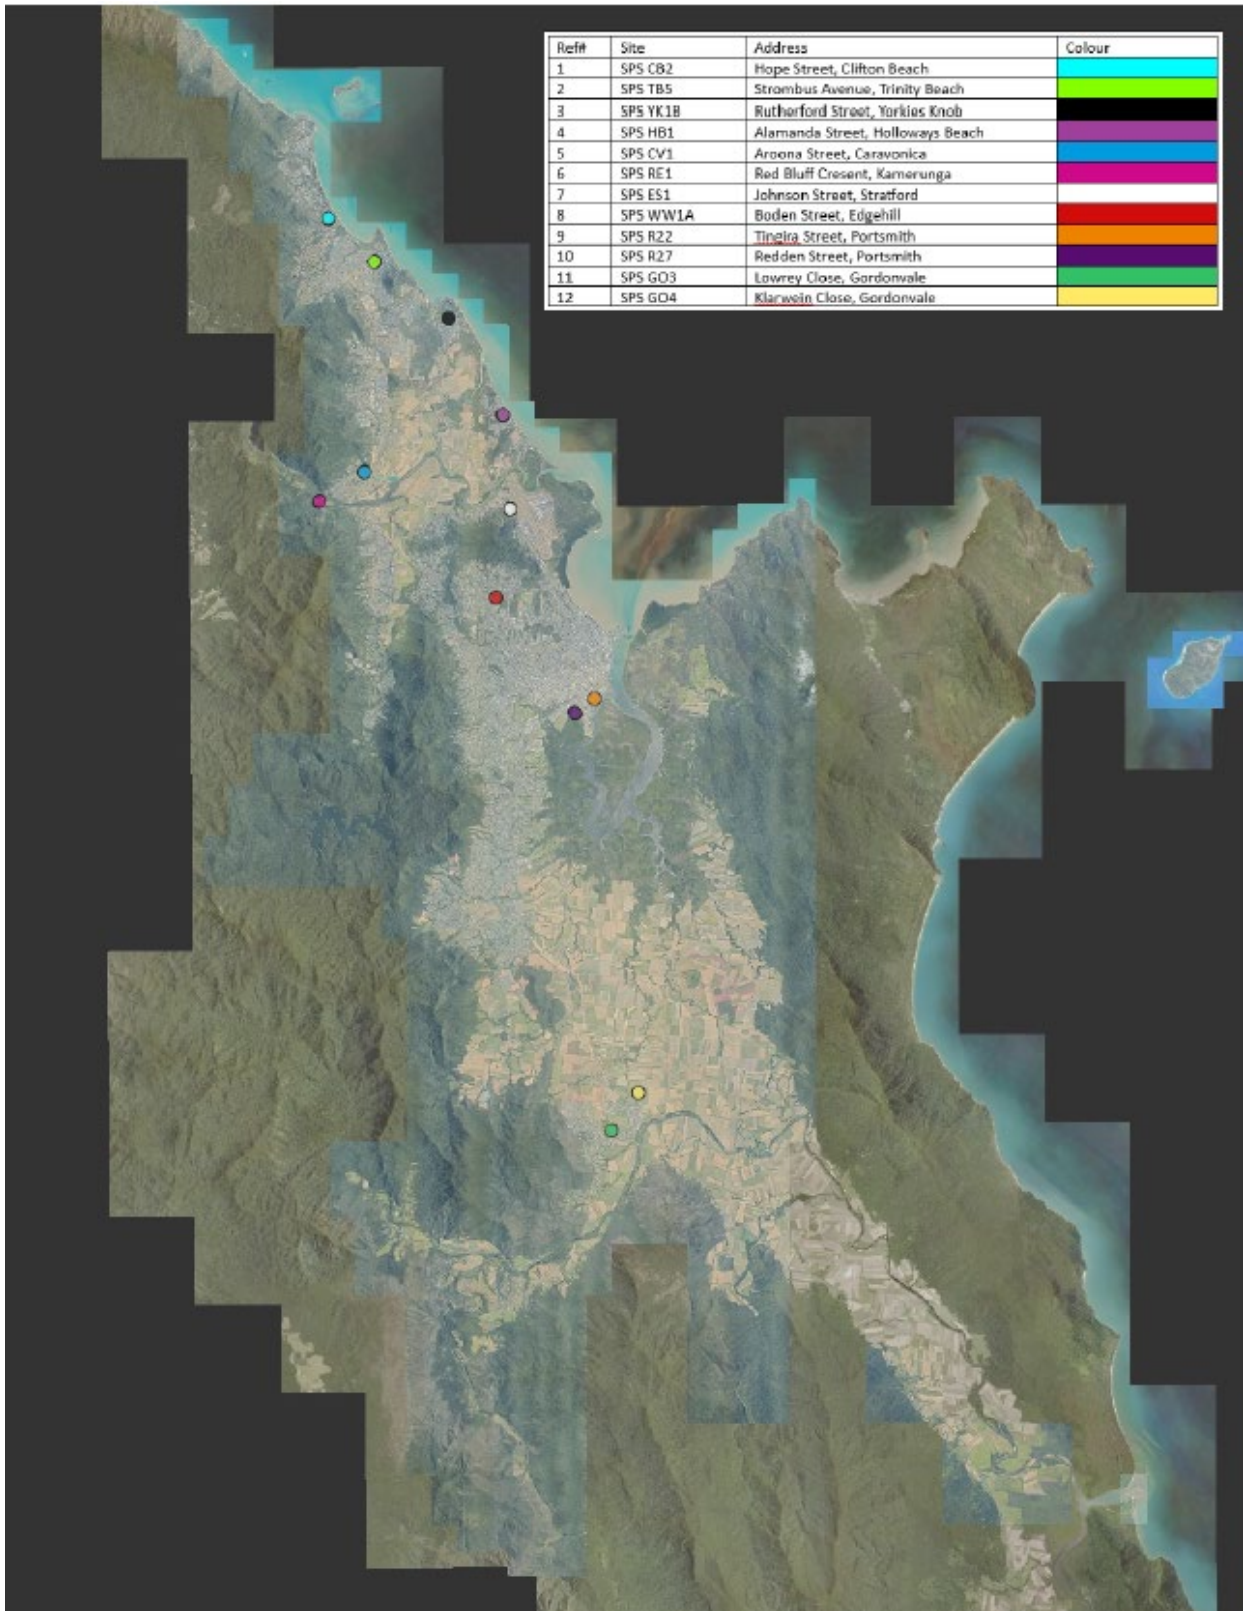 Ref# Site Address Colour
1 SPS CB2 Hope Street, Clifton Beach
2 SPS TB5 Strombus Avenue, Trinity Beach
3 SPS YK1B Rutherford Street, Yorkies Knob
4 SPS HB1 Alamanda Street, Holloways Beach
5 SPS CV1 Aroona Street, Caravonica
6 SPS RE1 Red Bluff Cresent, Kamerunga
7 SPS ES1 Johnson Street, Stratford
8 SPS WW1A Boden Street, Edgehill
9 SPS R22 Tingira Street, Portsmith
10 SPS R27 Redden Street, Portsmith
11 SPS GO3 Lowrey Close, Gordonvale
12 SPS GO4 Klarwein Close, Gordonvale